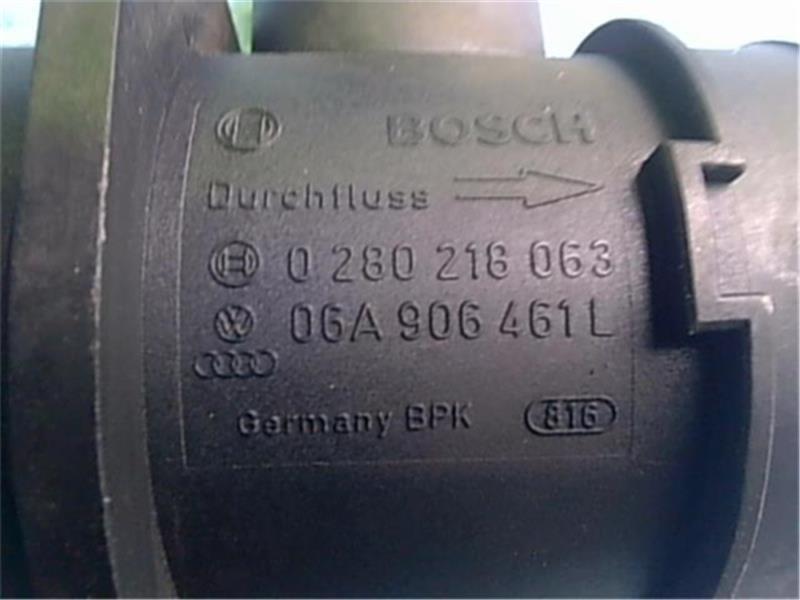 BOSCH
Durchfluss
0 280 218 063
06A 906 461 L
Germany BPK 816